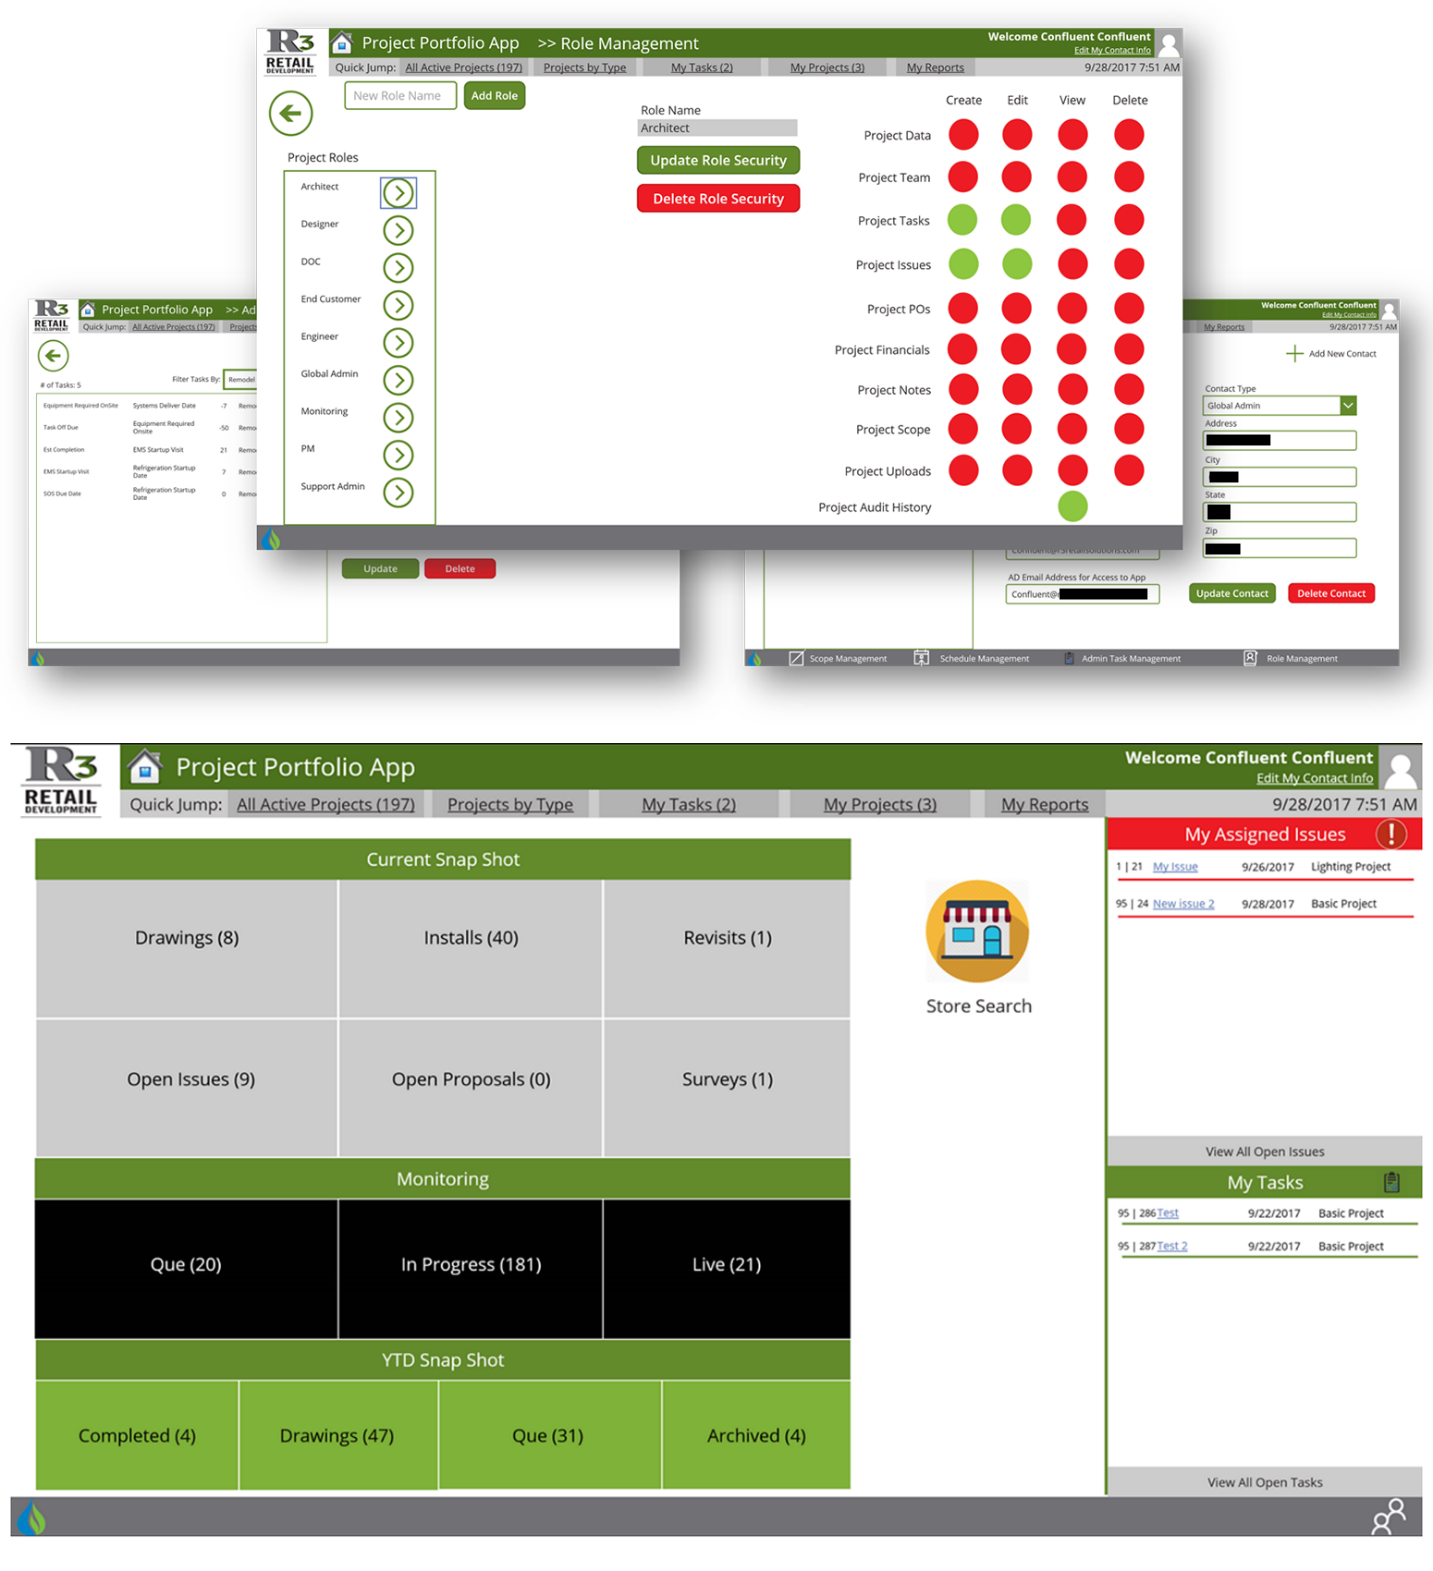 R3
RETAIL
DEVELOPMENT
Project Portfolio App >> Role Management
Welcome Confluent Confluent
Edit My Contact Info
Quick Jump: All Active Projects (197) Projects by Type My Tasks (2) My Projects (3) My Reports 9/28/2017 7:51 AM
New Role Name Add Role
Project Roles
Architect
Designer
DOC
End Customer
Engineer
Global Admin
Monitoring
PM
Support Admin
Role Name
Architect
Update Role Security
Delete Role Security
Create Edit View Delete
Project Data
Project Team
Project Tasks
Project Issues
Project POs
Project Financials
Project Notes
Project Scope
Project Uploads
Project Audit History
R3
RETAIL
DEVELOPMENT
Project Portfolio App >> Ad
Quick Jump: All Active Projects (197) Projects
# of Tasks: 5 Filter Tasks By: Remodel
Equipment Required OnSite Systems Deliver Date -7 Remo
Task Off Due Equipment Required Onsite -50 Remo
Est Completion EMS Startup Visit 21 Remo
EMS Startup Visit Refrigeration Startup Date 7 Remo
SOS Due Date Refrigeration Startup Date 0 Remo
Update Delete
Welcome Confluent Confluent
Edit My Contact Info
My Reports 9/28/2017 7:51 AM
Add New Contact
Contact Type
Global Admin
Address
City
State
Zip
Confluent@r3retailsolutions.com
AD Email Address for Access to App
Confluent@
Update Contact Delete Contact
Scope Management Schedule Management Admin Task Management Role Management
R3
RETAIL
DEVELOPMENT
Project Portfolio App
Welcome Confluent Confluent
Edit My Contact Info
Quick Jump: All Active Projects (197) Projects by Type My Tasks (2) My Projects (3) My Reports 9/28/2017 7:51 AM
Current Snap Shot
Drawings (8) Installs (40) Revisits (1)
Open Issues (9) Open Proposals (0) Surveys (1)
Monitoring
Que (20) In Progress (181) Live (21)
YTD Snap Shot
Completed (4) Drawings (47) Que (31) Archived (4)
Store Search
My Assigned Issues !
1 | 21 My Issue 9/26/2017 Lighting Project
95 | 24 New issue 2 9/28/2017 Basic Project
View All Open Issues
My Tasks
95 | 286 Test 9/22/2017 Basic Project
95 | 287 Test 2 9/22/2017 Basic Project
View All Open Tasks